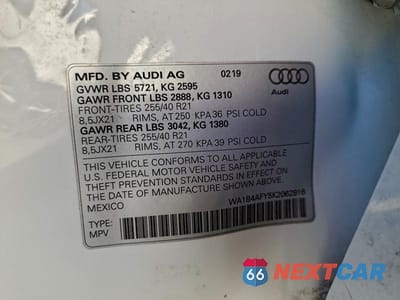 MFD. BY AUDI AG 02/19
GVWR LBS 5721, KG 2595
GAWR FRONT LBS 2888, KG 1310
FRONT-TIRES 255/40 R21
8,5JX21 RIMS, AT 250 KPA 36 PSI COLD
GAWR REAR LBS 3042, KG 1380
REAR-TIRES 255/40 R21
8,5JX21 RIMS, AT 270 KPA 39 PSI COLD
Audi
THIS VEHICLE CONFORMS TO ALL APPLICABLE
U.S. FEDERAL MOTOR VEHICLE SAFETY AND
THEFT PREVENTION STANDARDS IN EFFECT ON
THE DATE OF MANUFACTURE SHOWN ABOVE.
MEXICO WA1B4AFY5K2062816
TYPE:
MPV
66 NEXTCAR